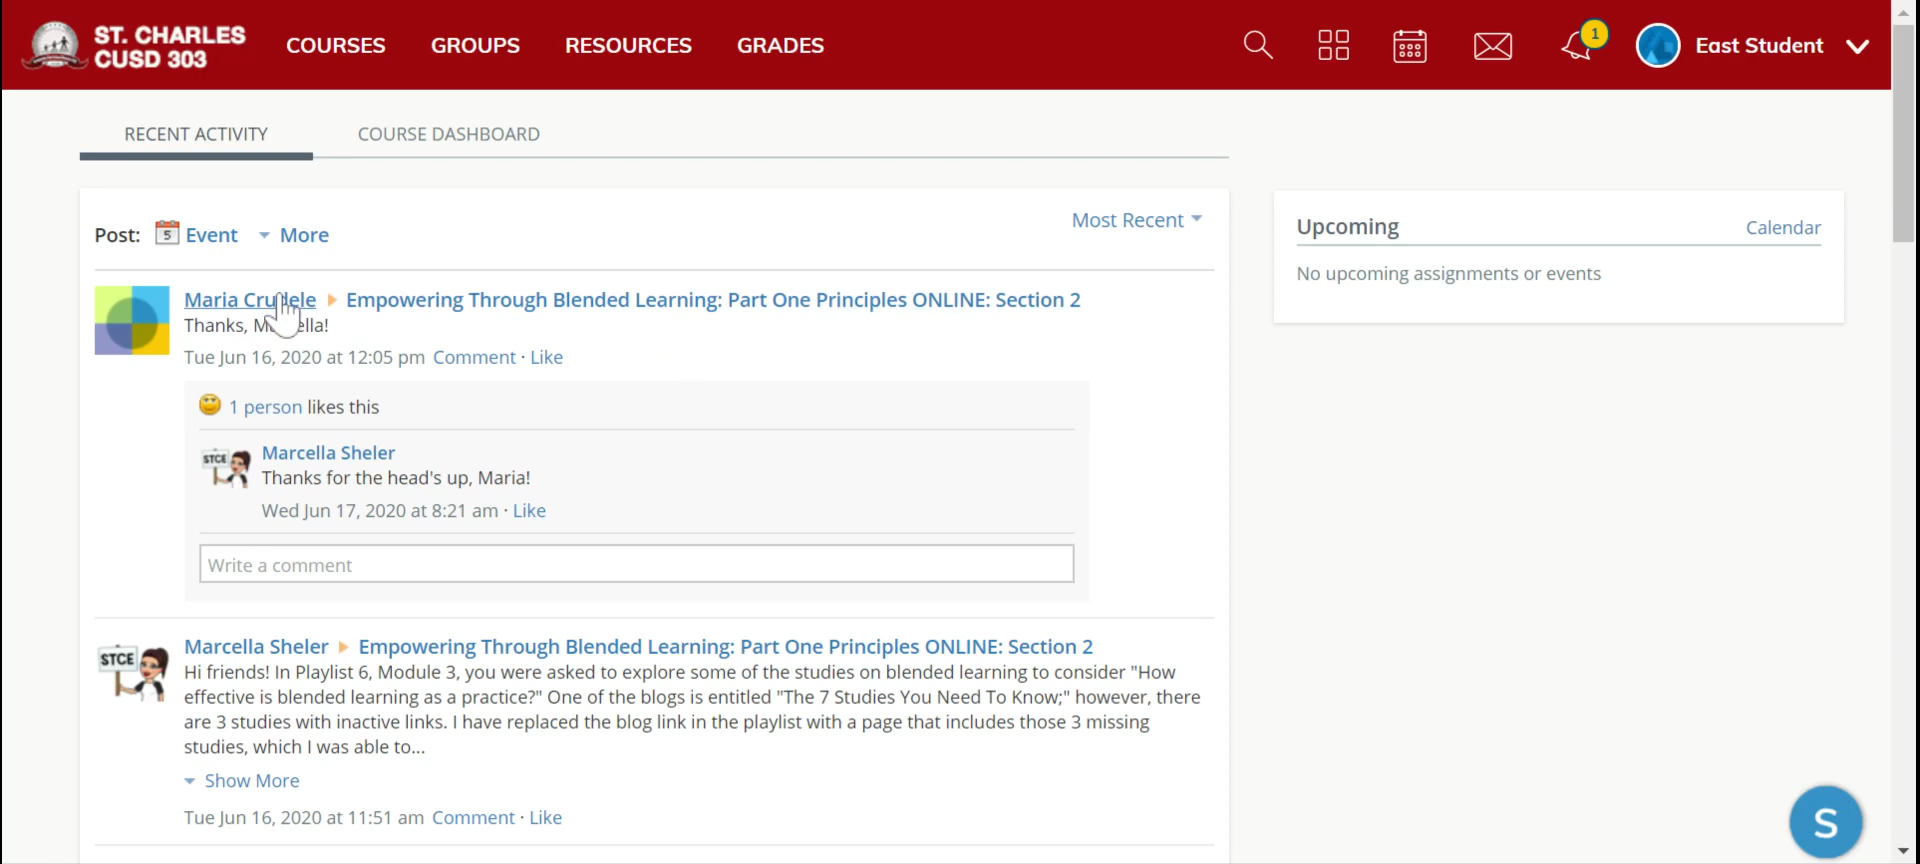 ST. CHARLES
CUSD 303
COURSES GROUPS RESOURCES GRADES
1
East Student
RECENT ACTIVITY COURSE DASHBOARD
Post: 5 Event More
Most Recent
Maria Crudele Empowering Through Blended Learning: Part One Principles ONLINE: Section 2
Thanks, Marcella!
Tue Jun 16, 2020 at 12:05 pm Comment · Like
1 person likes this
STCE
Marcella Sheler
Thanks for the head's up, Maria!
Wed Jun 17, 2020 at 8:21 am · Like
Write a comment
STCE
Marcella Sheler Empowering Through Blended Learning: Part One Principles ONLINE: Section 2
Hi friends! In Playlist 6, Module 3, you were asked to explore some of the studies on blended learning to consider "How
effective is blended learning as a practice?" One of the blogs is entitled "The 7 Studies You Need To Know;" however, there
are 3 studies with inactive links. I have replaced the blog link in the playlist with a page that includes those 3 missing
studies, which I was able to...
Show More
Tue Jun 16, 2020 at 11:51 am Comment · Like
Upcoming Calendar
No upcoming assignments or events
S